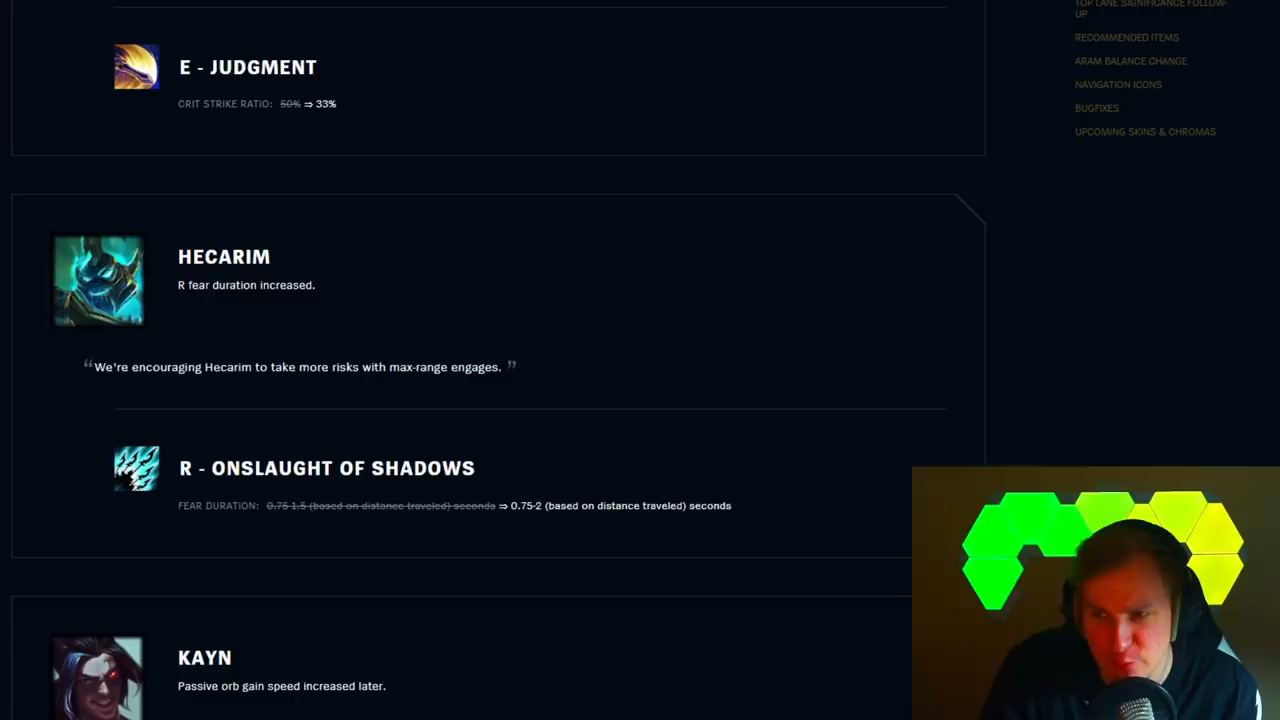 TOP LANE SIGNIFICANCE FOLLOW-
UP
RECOMMENDED ITEMS
ARAM BALANCE CHANGE
NAVIGATION ICONS
BUGFIXES
UPCOMING SKINS & CHROMAS
E - JUDGMENT
CRIT STRIKE RATIO: 50% ⇒ 33%
HECARIM
R fear duration increased.
“We're encouraging Hecarim to take more risks with max-range engages. ”
R - ONSLAUGHT OF SHADOWS
FEAR DURATION: 0.75-1.5 (based on distance traveled) seconds ⇒ 0.75-2 (based on distance traveled) seconds
KAYN
Passive orb gain speed increased later.